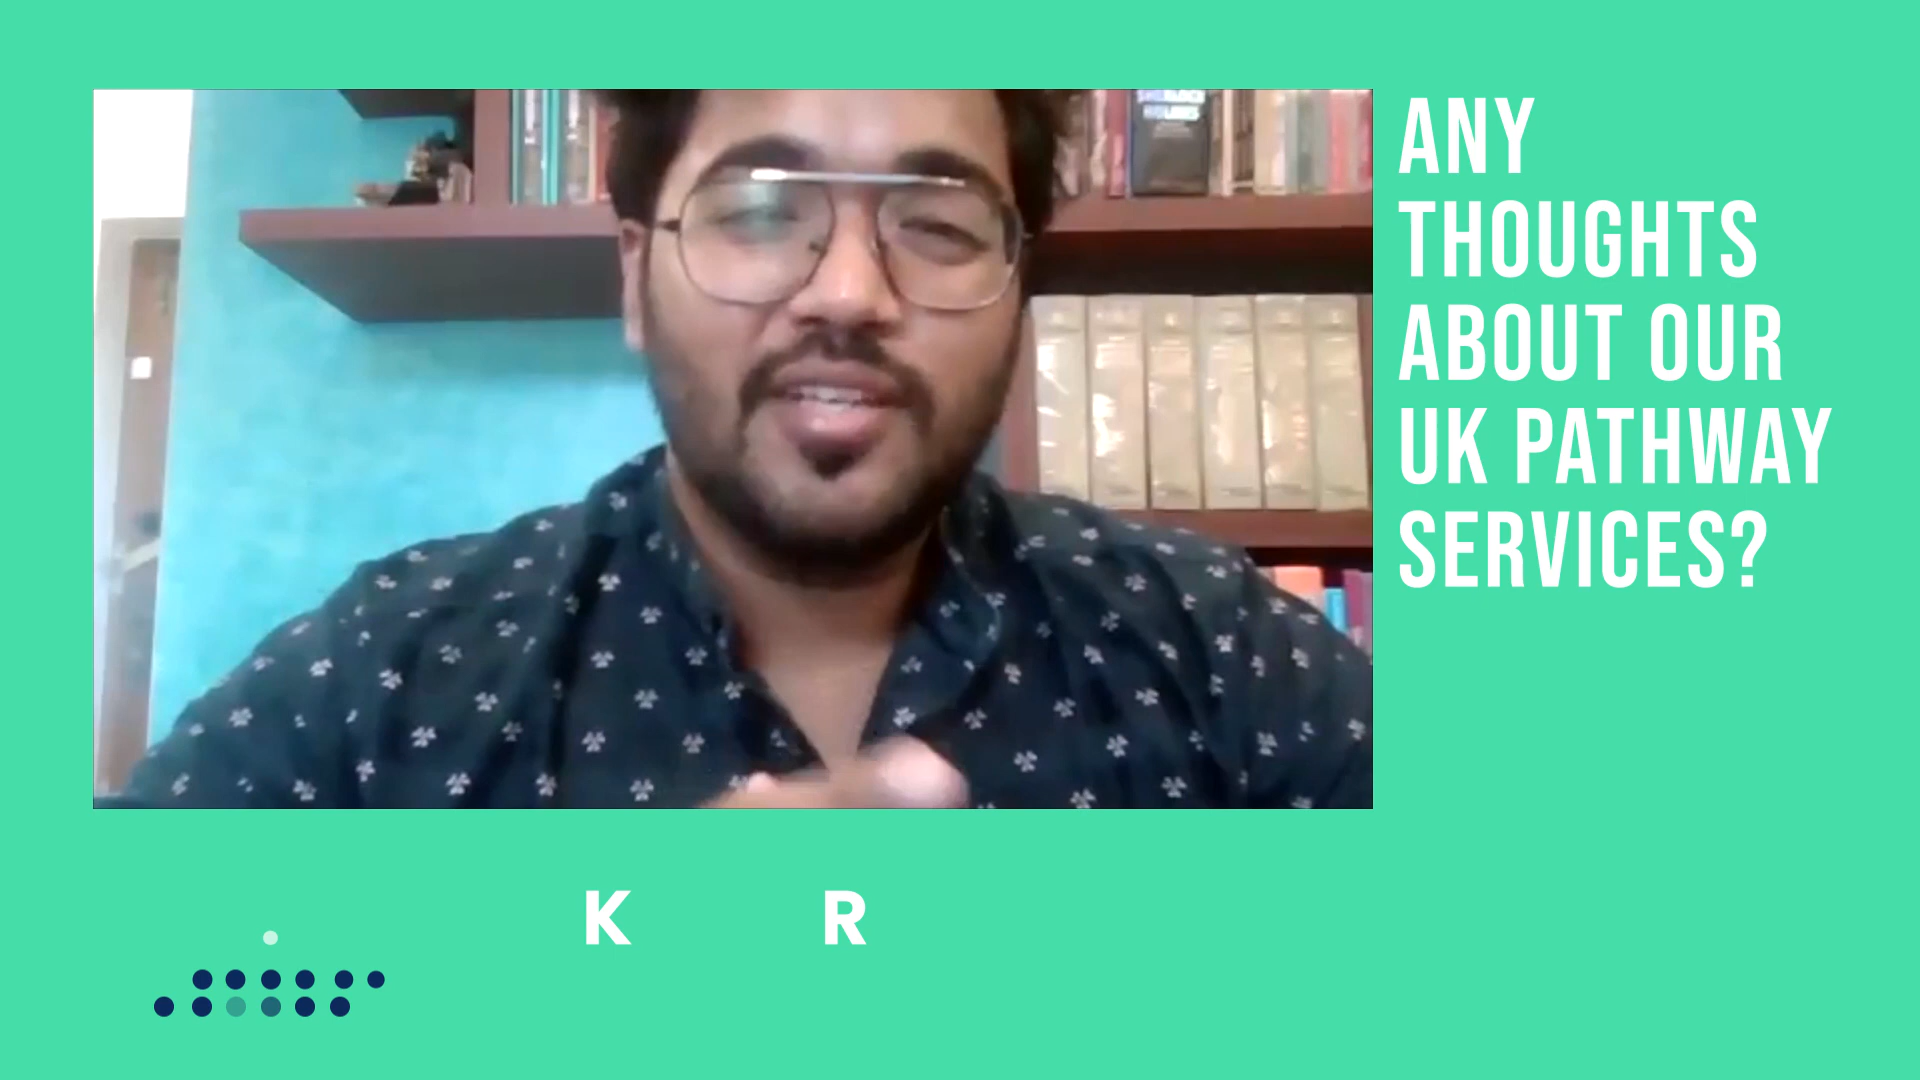 ANY
THOUGHTS
ABOUT OUR
UK PATHWAY
SERVICES?
K R